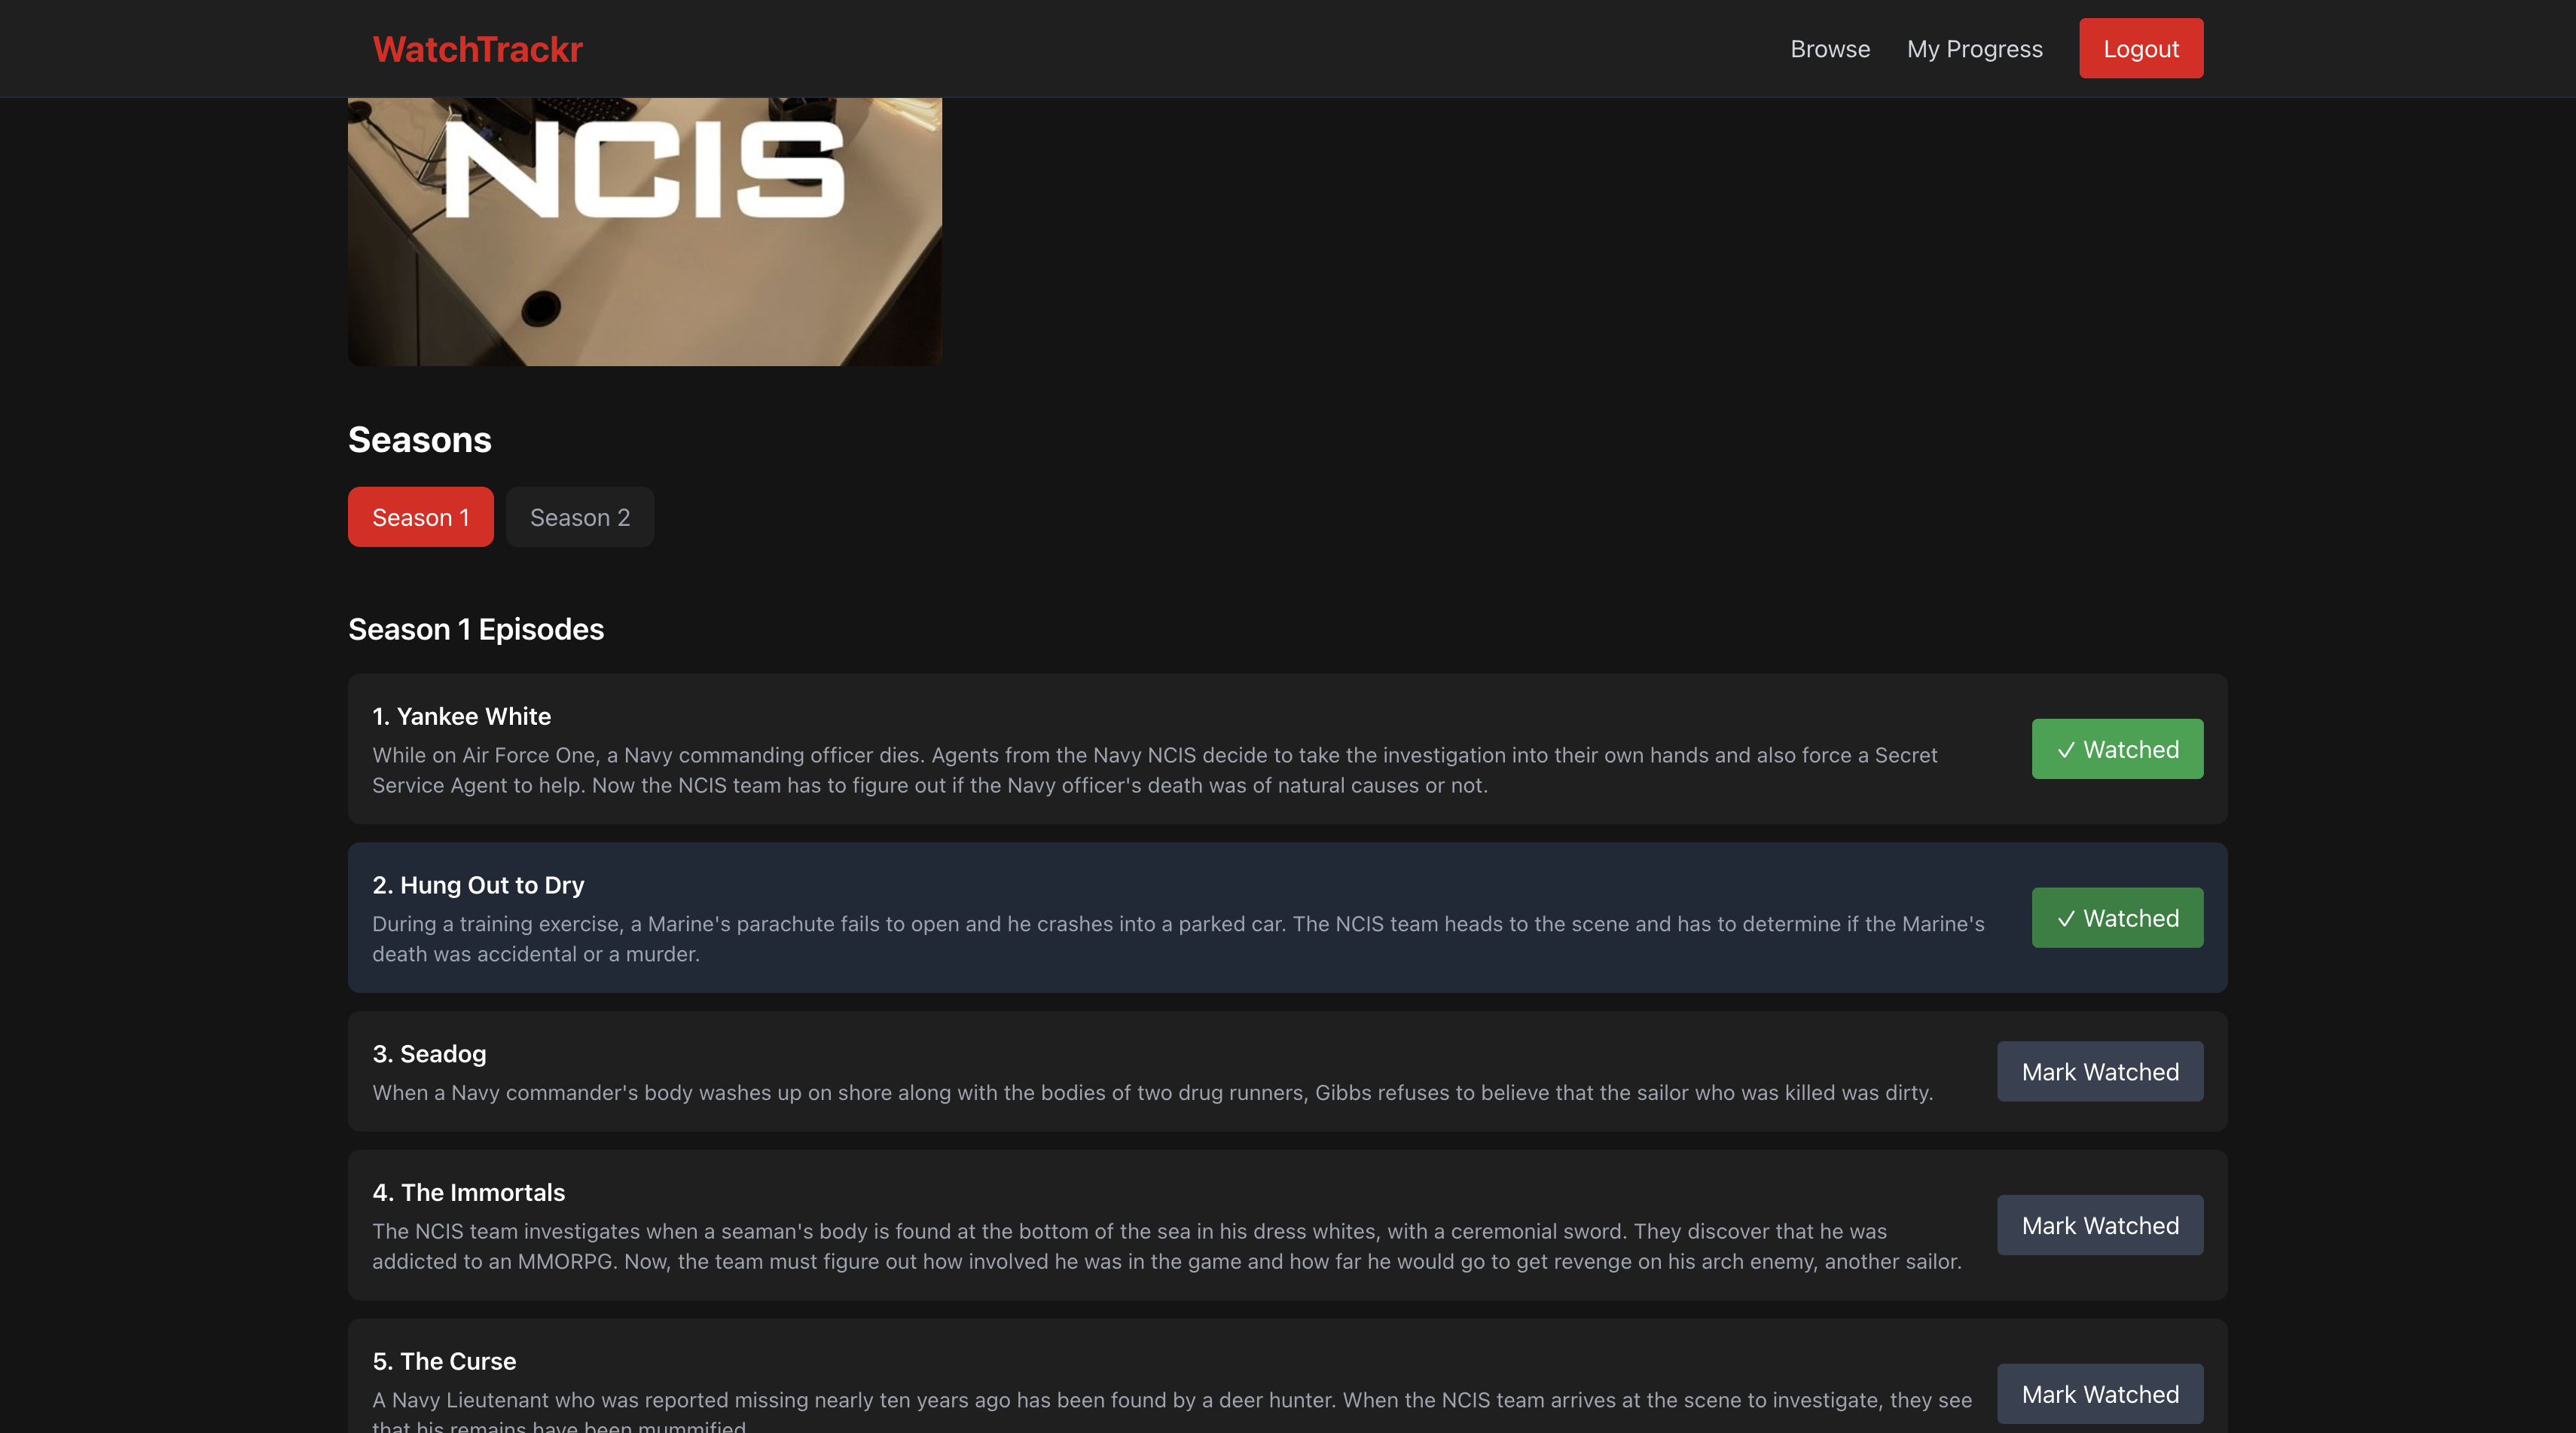 WatchTrackr
Browse
My Progress
Logout
NCIS
Seasons
Season 1
Season 2
Season 1 Episodes
1. Yankee White
While on Air Force One, a Navy commanding officer dies. Agents from the Navy NCIS decide to take the investigation into their own hands and also force a Secret
Service Agent to help. Now the NCIS team has to figure out if the Navy officer's death was of natural causes or not.
✓ Watched
2. Hung Out to Dry
During a training exercise, a Marine's parachute fails to open and he crashes into a parked car. The NCIS team heads to the scene and has to determine if the Marine's
death was accidental or a murder.
✓ Watched
3. Seadog
When a Navy commander's body washes up on shore along with the bodies of two drug runners, Gibbs refuses to believe that the sailor who was killed was dirty.
Mark Watched
4. The Immortals
The NCIS team investigates when a seaman's body is found at the bottom of the sea in his dress whites, with a ceremonial sword. They discover that he was
addicted to an MMORPG. Now, the team must figure out how involved he was in the game and how far he would go to get revenge on his arch enemy, another sailor.
Mark Watched
5. The Curse
A Navy Lieutenant who was reported missing nearly ten years ago has been found by a deer hunter. When the NCIS team arrives at the scene to investigate, they see
that his remains have been mummified
Mark Watched